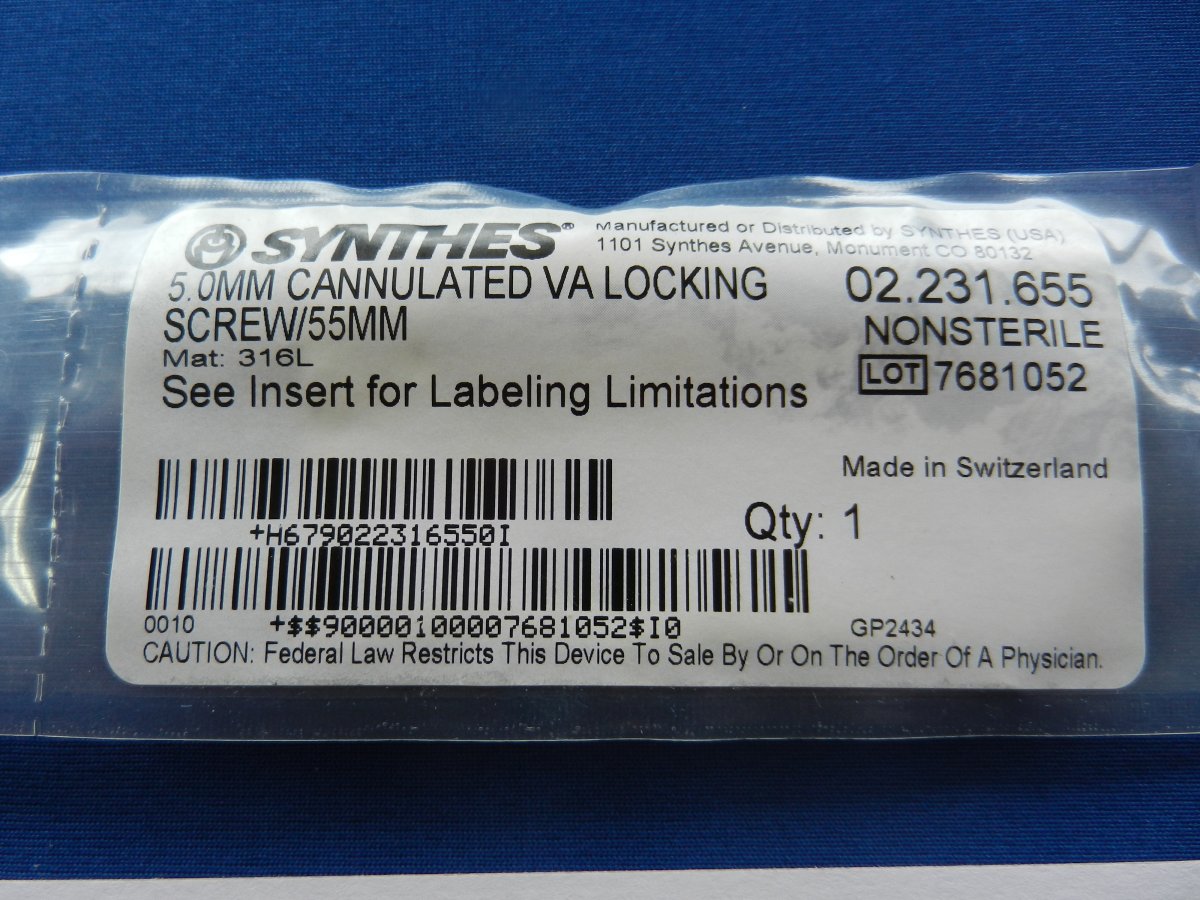 SYNTHES®
Manufactured or Distributed by SYNTHES (USA)
1101 Synthes Avenue, Monument CO 80132
5.0MM CANNULATED VA LOCKING
SCREW/55MM
02.231.655
NONSTERILE
Mat: 316L
LOT 7681052
See Insert for Labeling Limitations
Made in Switzerland
+H679022316550I
Qty: 1
0010
+$$90000100007681052$I0
GP2434
CAUTION: Federal Law Restricts This Device To Sale By Or On The Order Of A Physician.